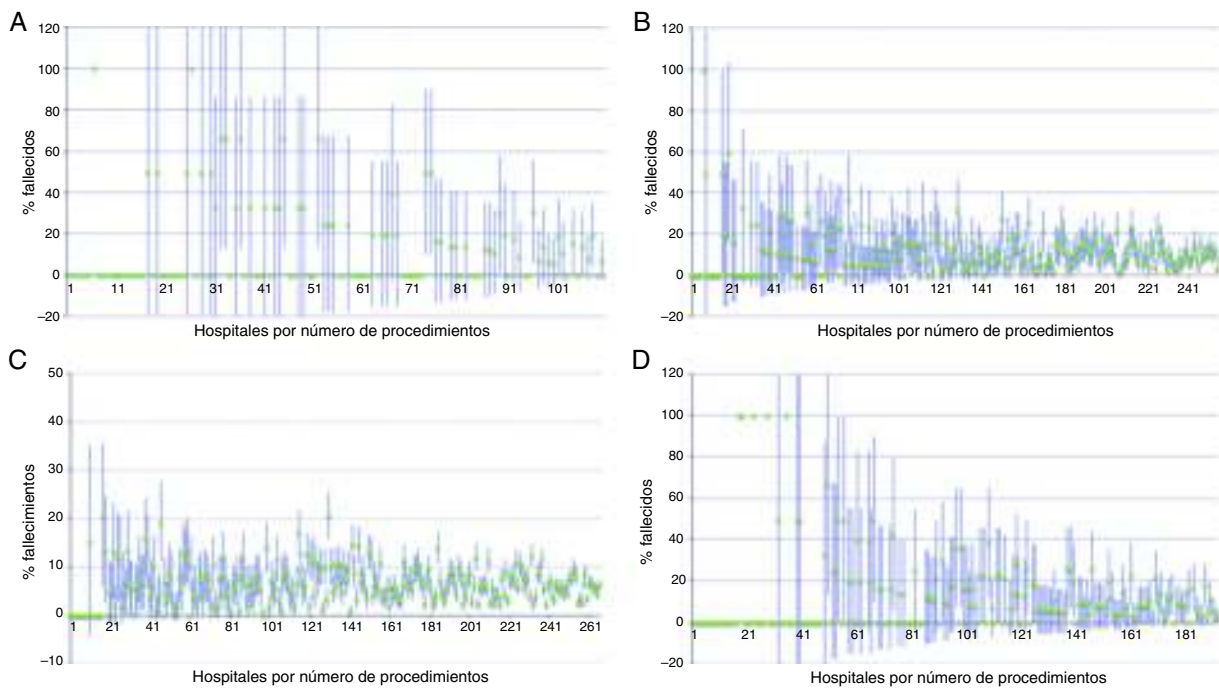 A
120
100
80
60
40
20
0
−20
% fallecidos
1 11 21 31 41 51 61 71 81 91 101
Hospitales por número de procedimientos
B
120
100
80
60
40
20
0
−20
% fallecidos
1 21 41 61 11 101 121 141 161 181 201 221 241
Hospitales por número de procedimientos
C
50
40
30
20
10
0
−10
% fallecimientos
1 21 41 61 81 101 121 141 161 181 201 221 241 261
Hospitales por número de procedimientos
D
120
100
80
60
40
20
0
−20
% fallecidos
1 21 41 61 81 101 121 141 161 181
Hospitales por número de procedimientos